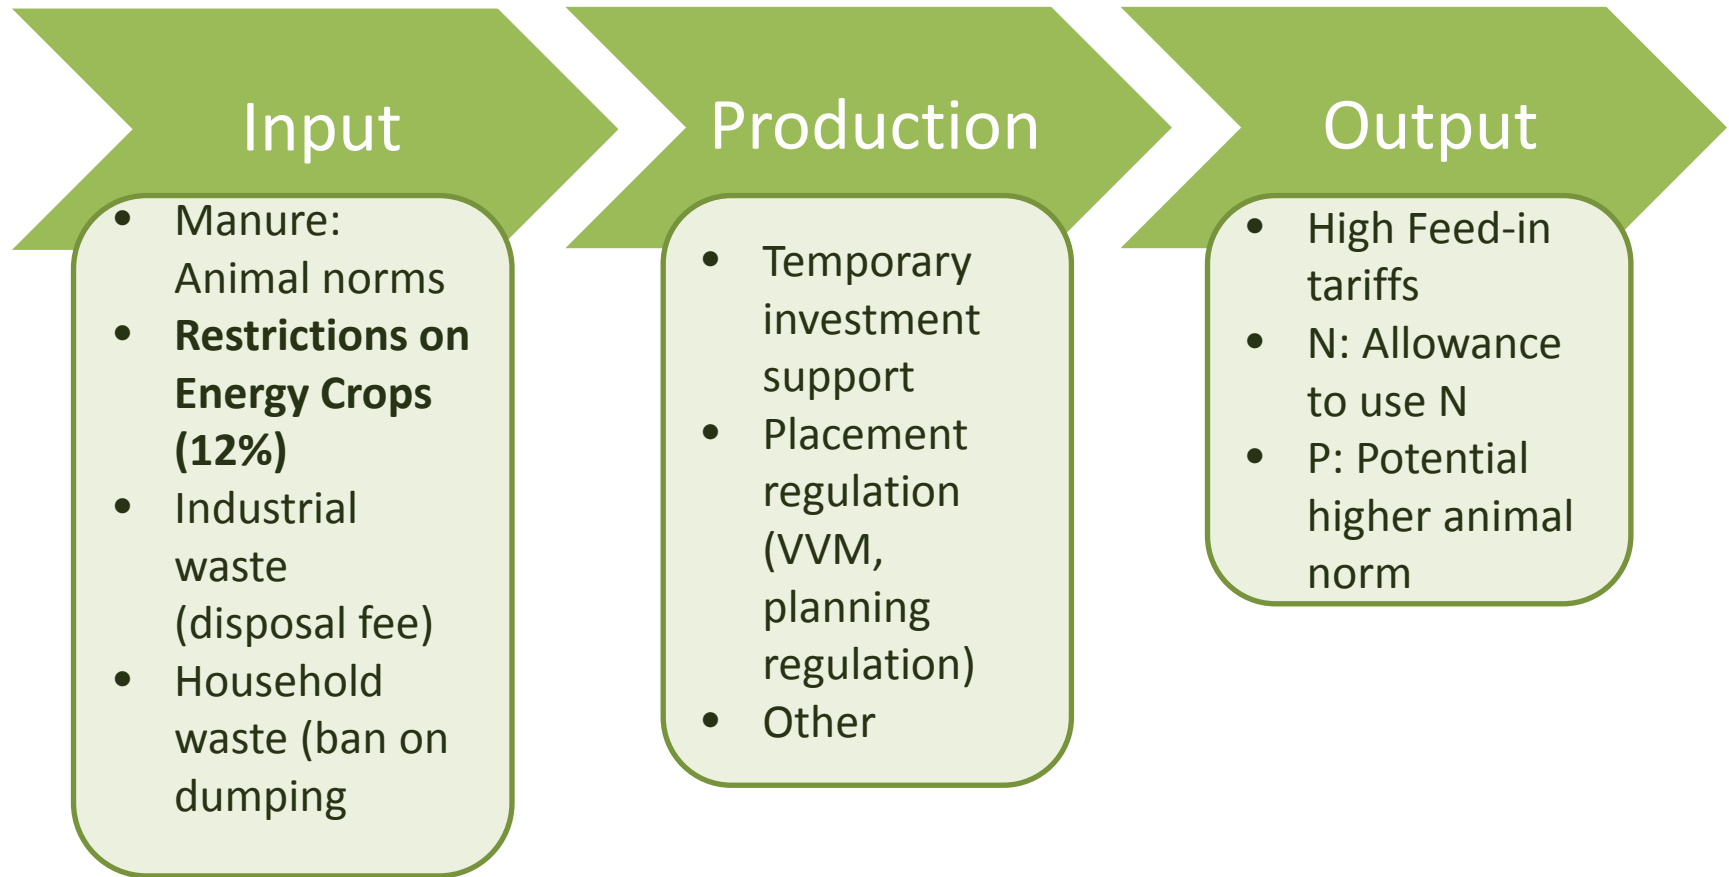 Input
• Manure:
Animal norms
• Restrictions on
Energy Crops
(12%)
• Industrial
waste
(disposal fee)
• Household
waste (ban on
dumping
Production
• Temporary
investment
support
• Placement
regulation
(VVM,
planning
regulation)
• Other
Output
• High Feed-in
tariffs
• N: Allowance
to use N
• P: Potential
higher animal
norm